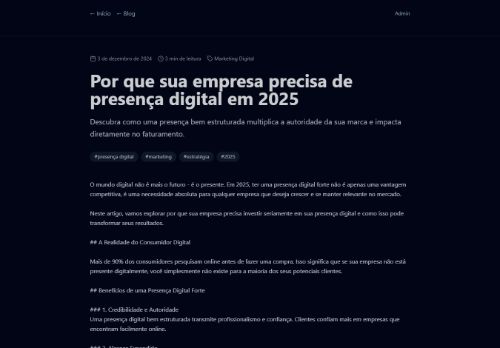 ← Início ← Blog Admin
3 de dezembro de 2024 3 min de leitura Marketing Digital
Por que sua empresa precisa de
presença digital em 2025
Descubra como uma presença bem estruturada multiplica a autoridade da sua marca e impacta
diretamente no faturamento.
#presença digital #marketing #estratégia #2025
O mundo digital não é mais o futuro - é o presente. Em 2025, ter uma presença digital forte não é apenas uma vantagem
competitiva, é uma necessidade absoluta para qualquer empresa que deseja crescer e se manter relevante no mercado.
Neste artigo, vamos explorar por que sua empresa precisa investir seriamente em sua presença digital e como isso pode
transformar seus resultados.
## A Realidade do Consumidor Digital
Mais de 90% dos consumidores pesquisam online antes de fazer uma compra. Isso significa que se sua empresa não está
presente digitalmente, você simplesmente não existe para a maioria dos seus potenciais clientes.
## Benefícios de uma Presença Digital Forte
### 1. Credibilidade e Autoridade
Uma presença digital bem estruturada transmite profissionalismo e confiança. Clientes confiam mais em empresas que
encontram facilmente online.